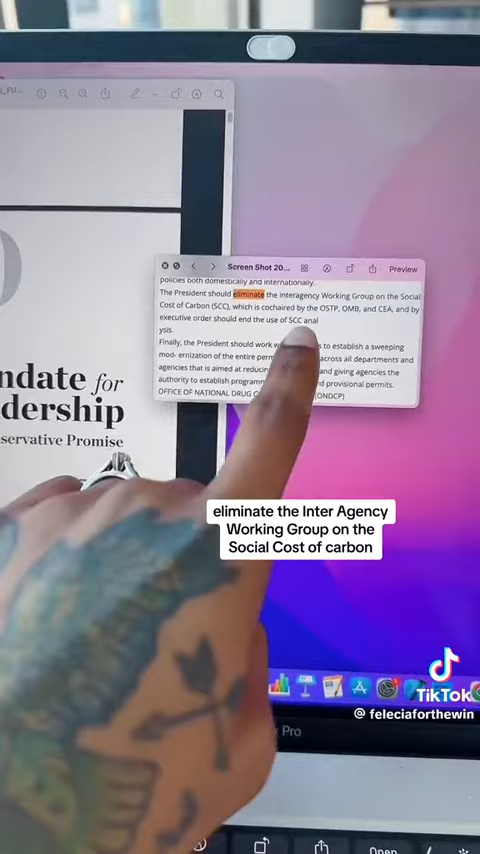 Screen Shot 20...
Preview
policies both domestically and internationally.
The President should eliminate the Interagency Working Group on the Social
Cost of Carbon (SCC), which is cochaired by the OSTP, OMB, and CEA, and by
executive order should end the use of SCC anal
ysis.
Finally, the President should work to establish a sweeping
mod- ernization of the entire across all departments and
agencies that is aimed at and giving agencies the
authority to establish provisional permits.
OFFICE OF NATIONAL DRUG (ONDCP)
ndate for
dership
servative Promise
eliminate the Inter Agency
Working Group on the
Social Cost of carbon
TikTok
@ feleciaforthewin
Pro
Open